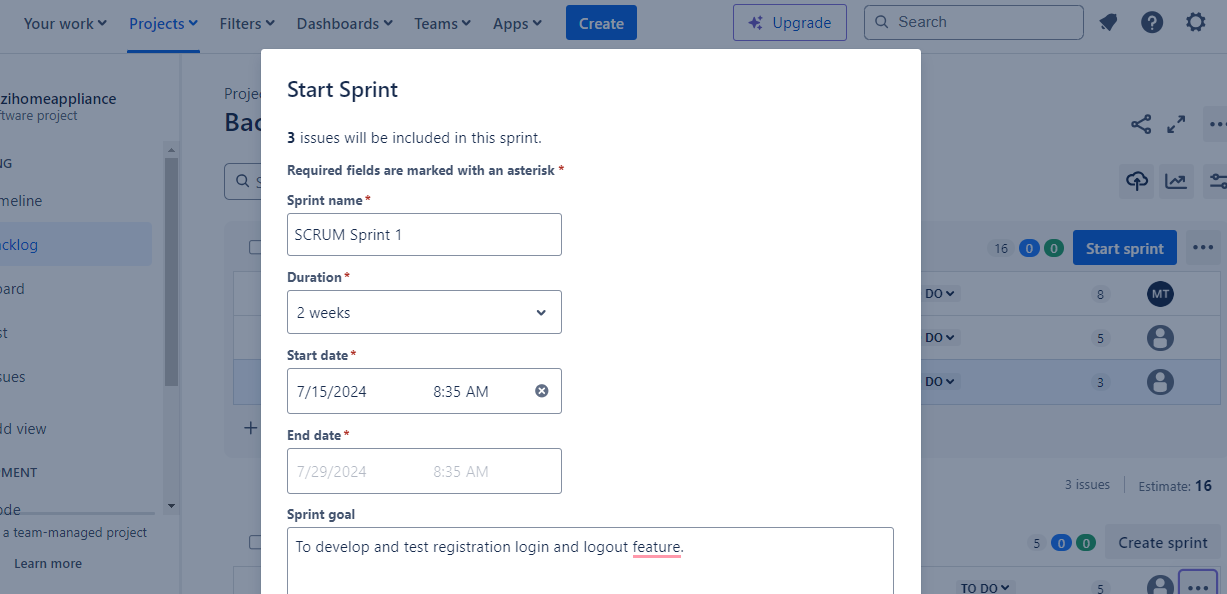 Your work Projects Filters Dashboards Teams Apps Create Upgrade Search
zihomeappliance
ftware project
NG
meline
acklog
oard
st
sues
dd view
PMENT
ode
a team-managed project
Learn more
Projec
Bac
S
Start Sprint
3 issues will be included in this sprint.
Required fields are marked with an asterisk *
Sprint name*
SCRUM Sprint 1
Duration*
2 weeks
Start date*
7/15/2024 8:35 AM
End date*
7/29/2024 8:35 AM
Sprint goal
To develop and test registration login and logout feature.
16 0 0 Start sprint
DO 8 MT
DO 5
DO 3
3 issues Estimate: 16
5 0 0 Create sprint
TO DO 5